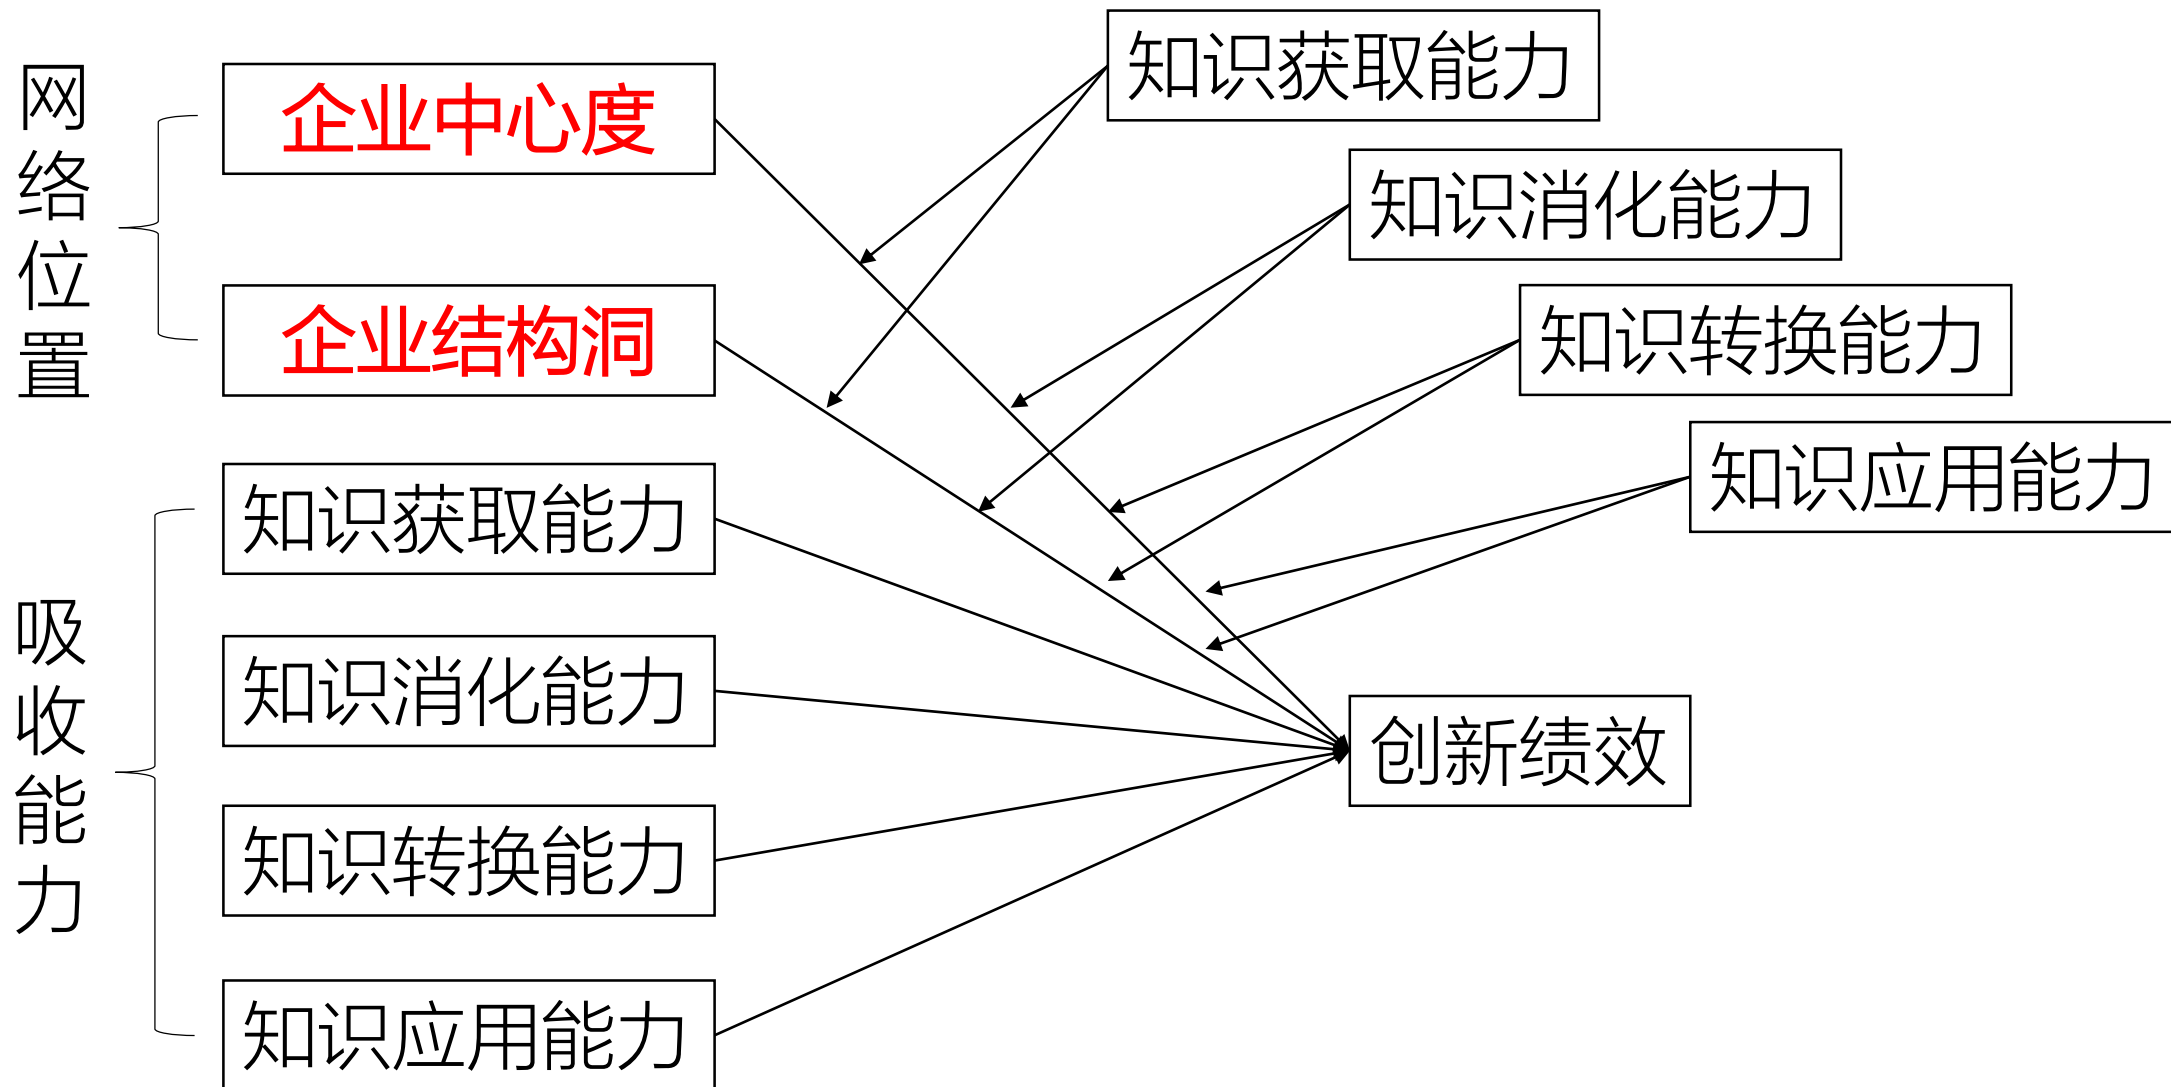 网络位置
企业中心度
企业结构洞
吸收能力
知识获取能力
知识消化能力
知识转换能力
知识应用能力
知识获取能力
知识消化能力
知识转换能力
知识应用能力
创新绩效